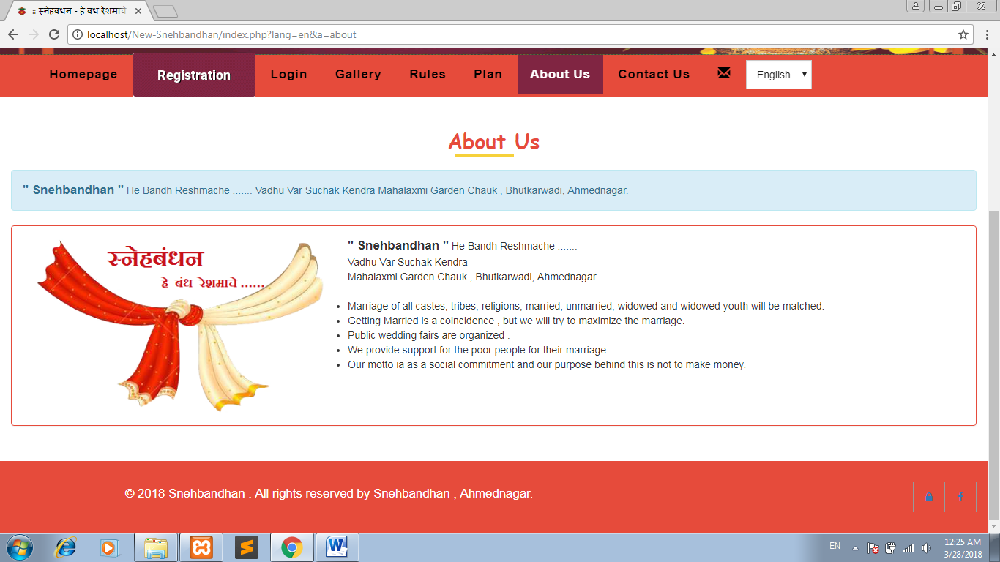 :: स्नेहबंधन - हे बंध रेशमाचे
localhost/New-Snehbandhan/index.php?lang=en&a=about
Homepage Registration Login Gallery Rules Plan About Us Contact Us English
About Us
" Snehbandhan " He Bandh Reshmache ....... Vadhu Var Suchak Kendra Mahalaxmi Garden Chauk , Bhutkarwadi, Ahmednagar.
स्नेहबंधन
हे बंध रेशमाचे ......
" Snehbandhan " He Bandh Reshmache .......
Vadhu Var Suchak Kendra
Mahalaxmi Garden Chauk , Bhutkarwadi, Ahmednagar.
• Marriage of all castes, tribes, religions, married, unmarried, widowed and widowed youth will be matched.
• Getting Married is a coincidence , but we will try to maximize the marriage.
• Public wedding fairs are organized .
• We provide support for the poor people for their marriage.
• Our motto ia as a social commitment and our purpose behind this is not to make money.
© 2018 Snehbandhan . All rights reserved by Snehbandhan , Ahmednagar.
EN
12:25 AM
3/28/2018